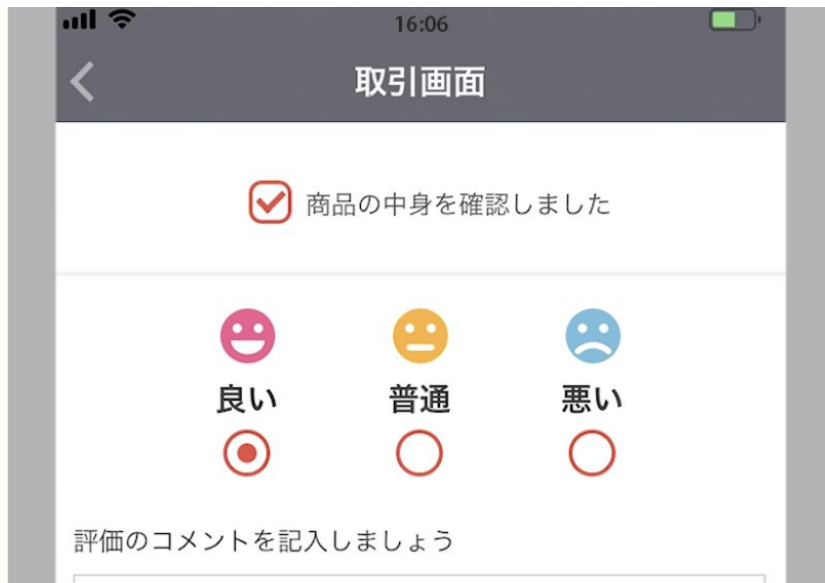 16:06
取引画面
商品の中身を確認しました
良い 普通 悪い
評価のコメントを記入しましょう